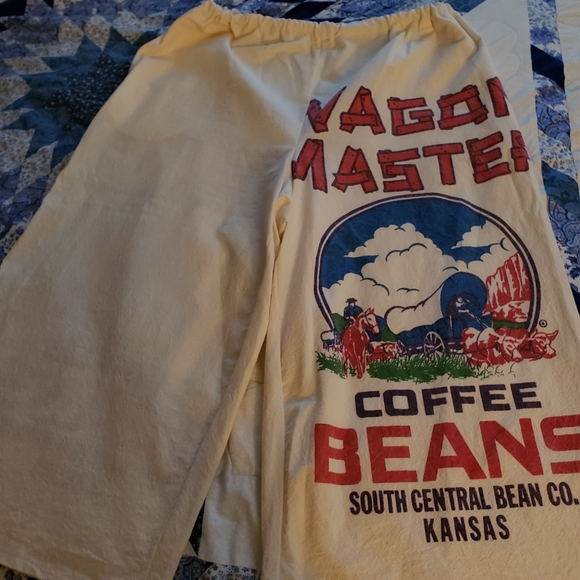 WAGON
MASTER
COFFEE
BEANS
SOUTH CENTRAL BEAN CO.
KANSAS
®